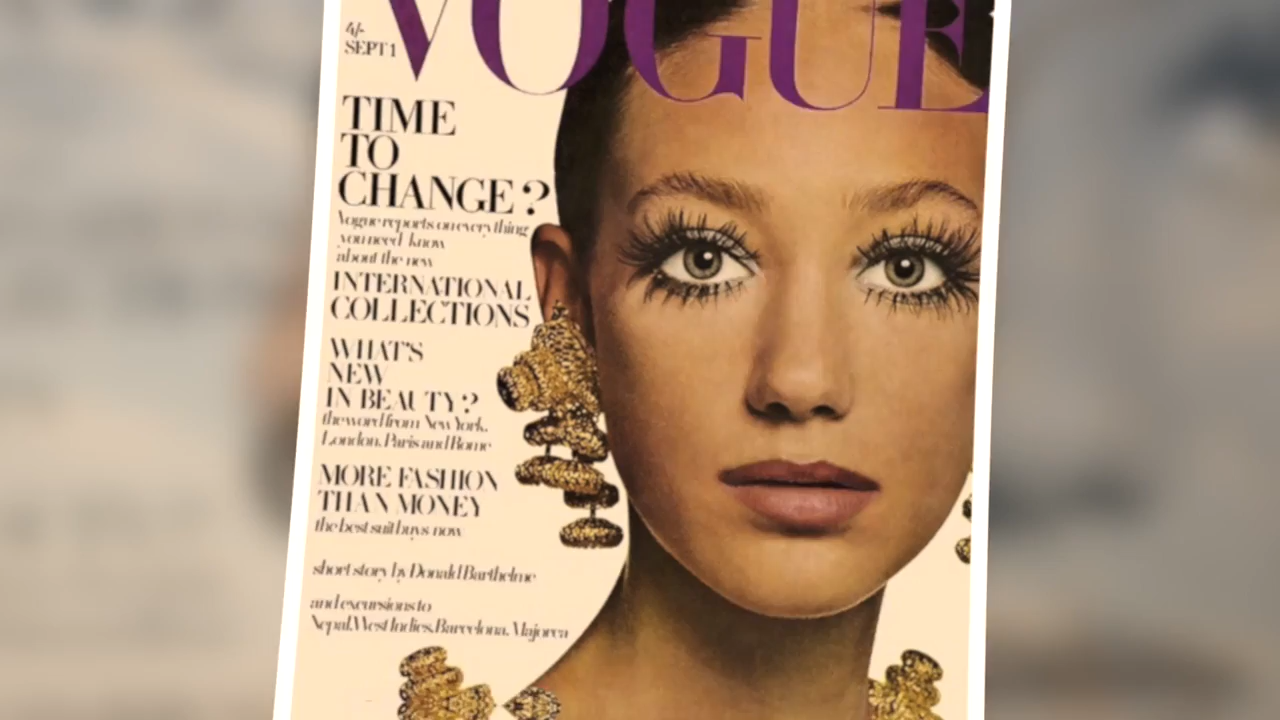 VOGUE
4/-
SEPT 1
TIME
TO
CHANGE?
Vogue reports on everything
you need know
about the new
INTERNATIONAL
COLLECTIONS
WHAT'S
NEW
IN BEAUTY?
the word from New York,
London, Paris and Rome
MORE FASHION
THAN MONEY
the best suit buys now
short story by Donald Barthelme
and excursions to
Nepal, West Indies, Barcelona, Majorca